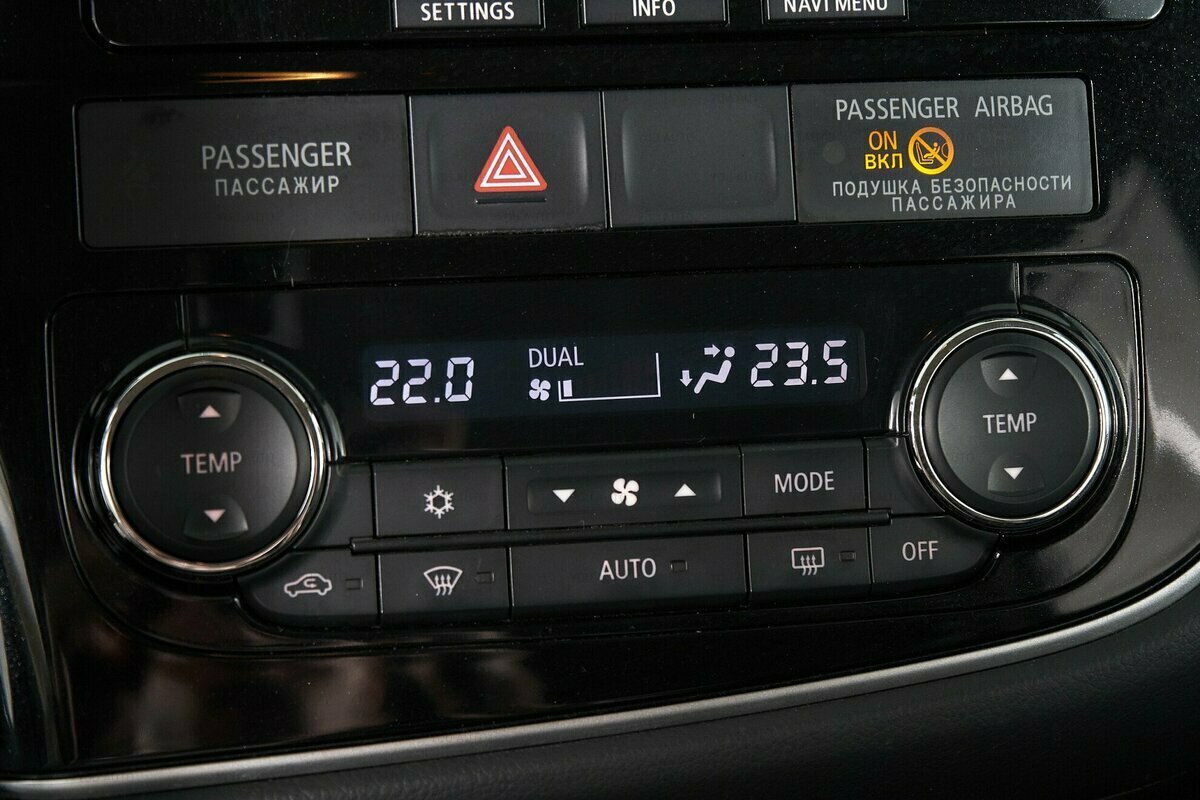 SETTINGS
INFO
NAVI MENU
PASSENGER
ПАССАЖИР
PASSENGER AIRBAG
ON
ВКЛ
ПОДУШКА БЕЗОПАСНОСТИ
ПАССАЖИРА
22.0
DUAL
23.5
TEMP
TEMP
MODE
AUTO
OFF